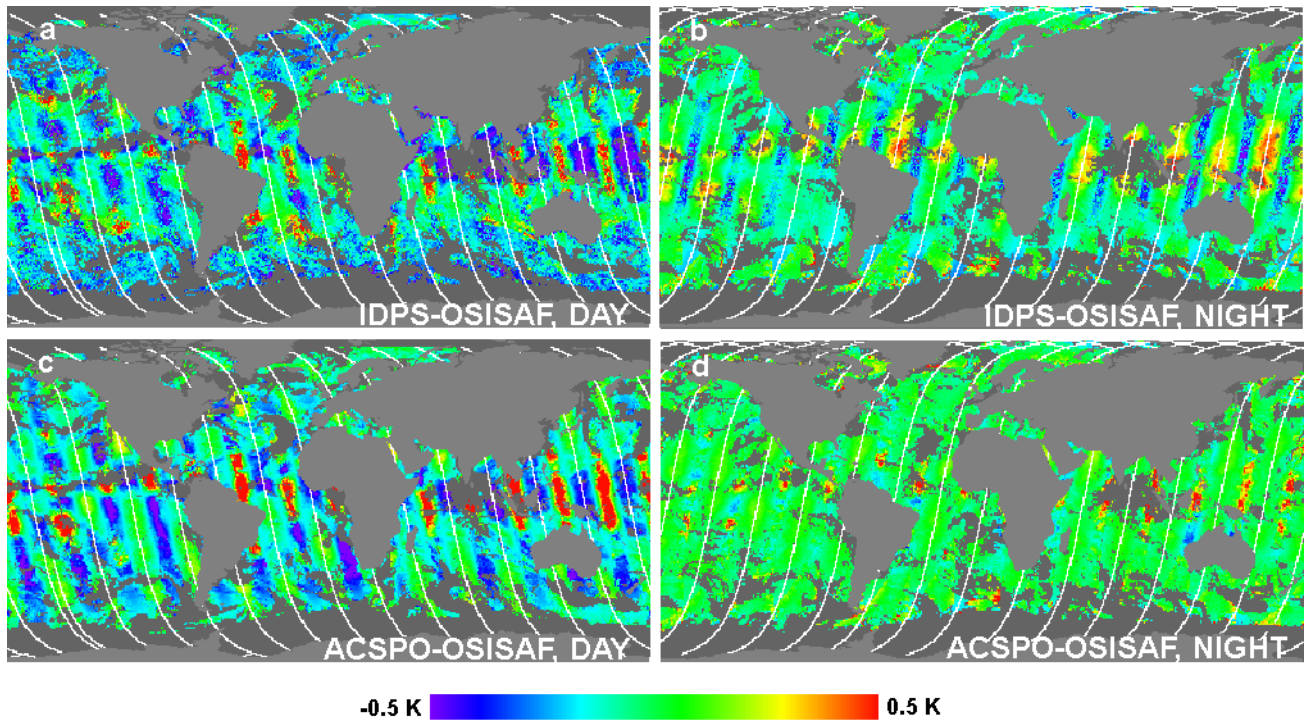 a
b
IDPS-OSISAF, DAY
IDPS-OSISAF, NIGHT
c
d
ACSPO-OSISAF, DAY
ACSPO-OSISAF, NIGHT
-0.5 K
0.5 K